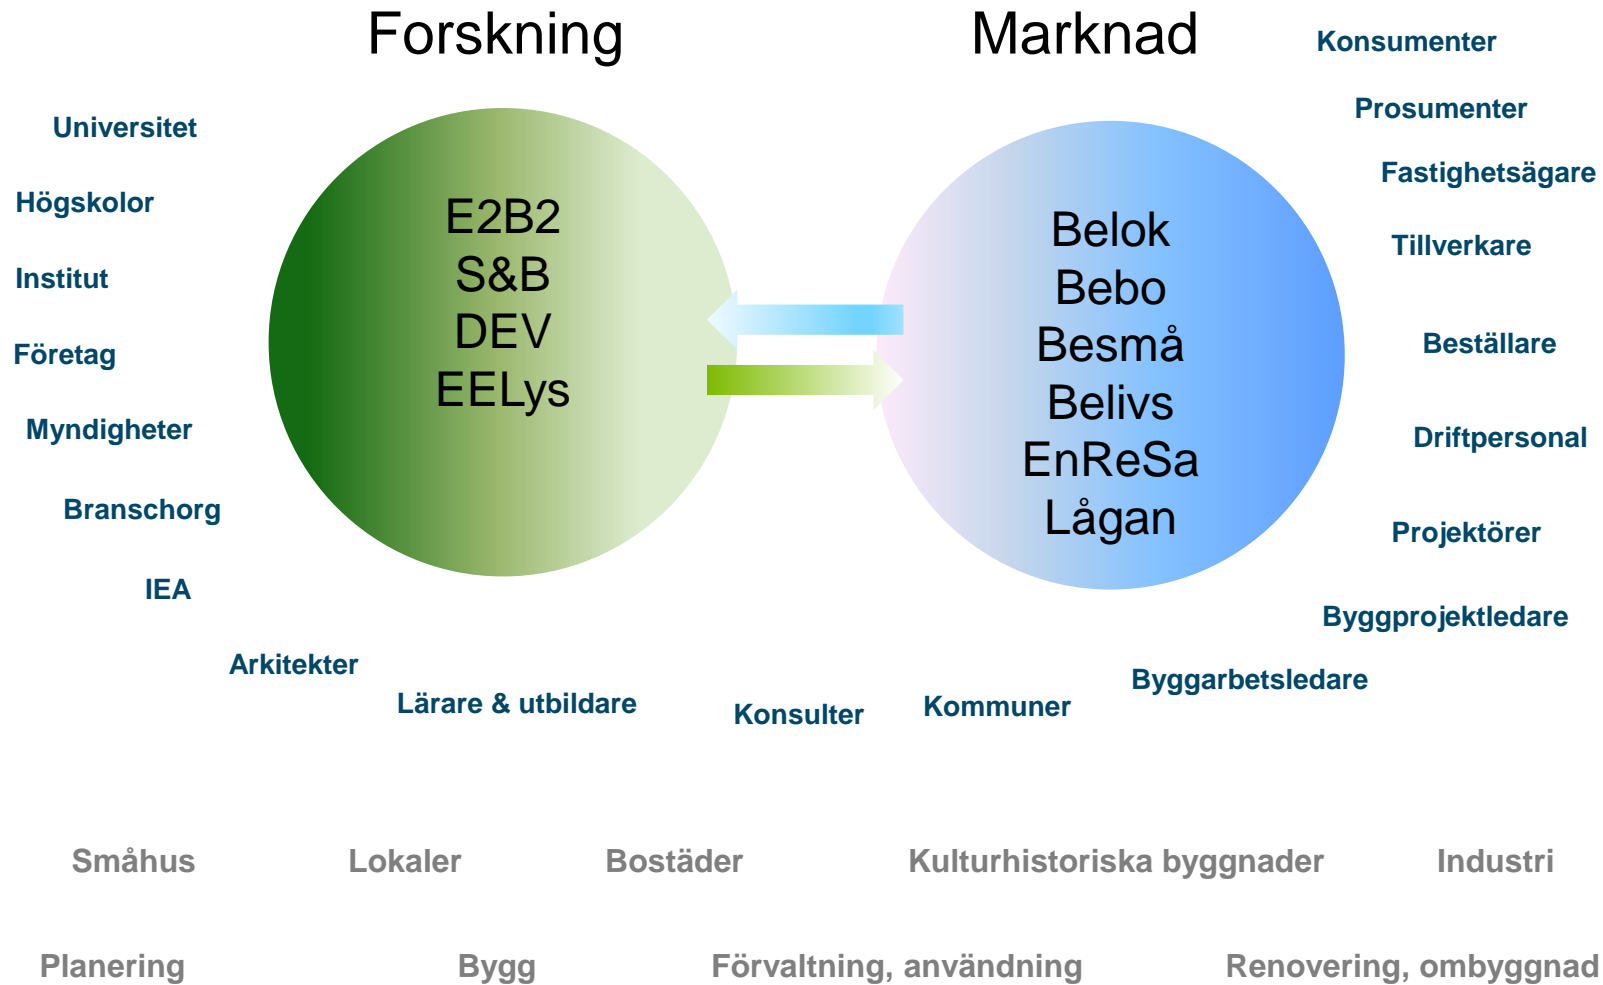 Forskning
Marknad
Konsumenter
Prosumenter
Fastighetsägare
Tillverkare
Beställare
Driftpersonal
Projektörer
Byggprojektledare
Byggarbetsledare
Kommuner
Konsulter
Lärare & utbildare
Arkitekter
IEA
Branschorg
Myndigheter
Företag
Institut
Högskolor
Universitet
E2B2
S&B
DEV
EELys
Belok
Bebo
Besmå
Belivs
EnReSa
Lågan
Småhus
Lokaler
Bostäder
Kulturhistoriska byggnader
Industri
Planering
Bygg
Förvaltning, användning
Renovering, ombyggnad